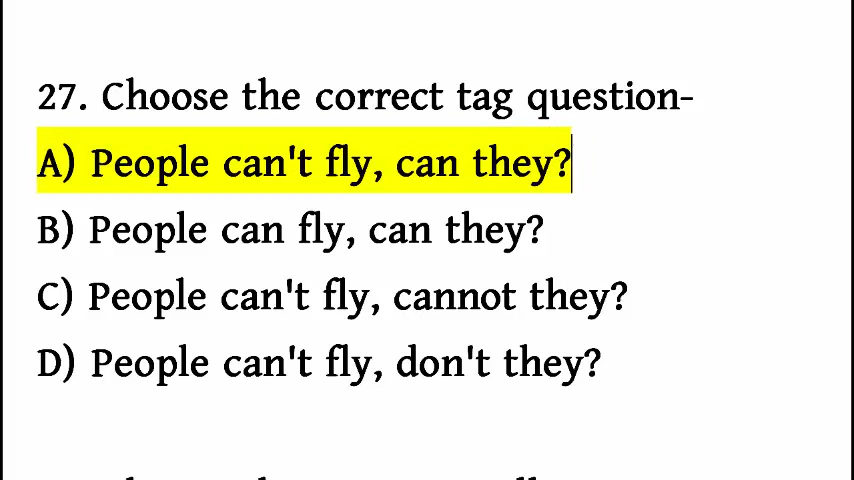 27. Choose the correct tag question-
A) People can't fly, can they?
B) People can fly, can they?
C) People can't fly, cannot they?
D) People can't fly, don't they?